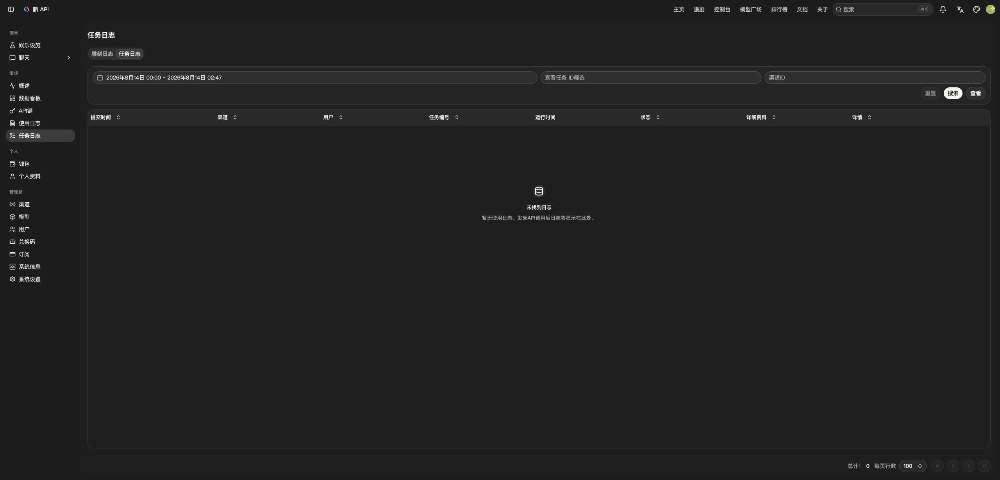 新 API
主页 漫剧 控制台 模型广场 排行榜 文档 关于 搜索 ⌘ K 一个
聊天
娱乐设施
聊天
常规
概述
数据看板
API键
使用日志
任务日志
个人
钱包
个人资料
管理员
渠道
模型
用户
兑换码
订阅
系统信息
系统设置
任务日志
雕刻日志 任务日志
2026年8月14日 00:00 ~ 2026年8月14日 02:47 查看任务 ID筛选 渠道ID
重置 搜索 查看
提交时间 渠道 用户 任务编号 运行时间 状态 详细资料 详情
未找到日志
暂无使用日志。发起API调用后日志将显示在此处。
总计： 0 每页行数 100